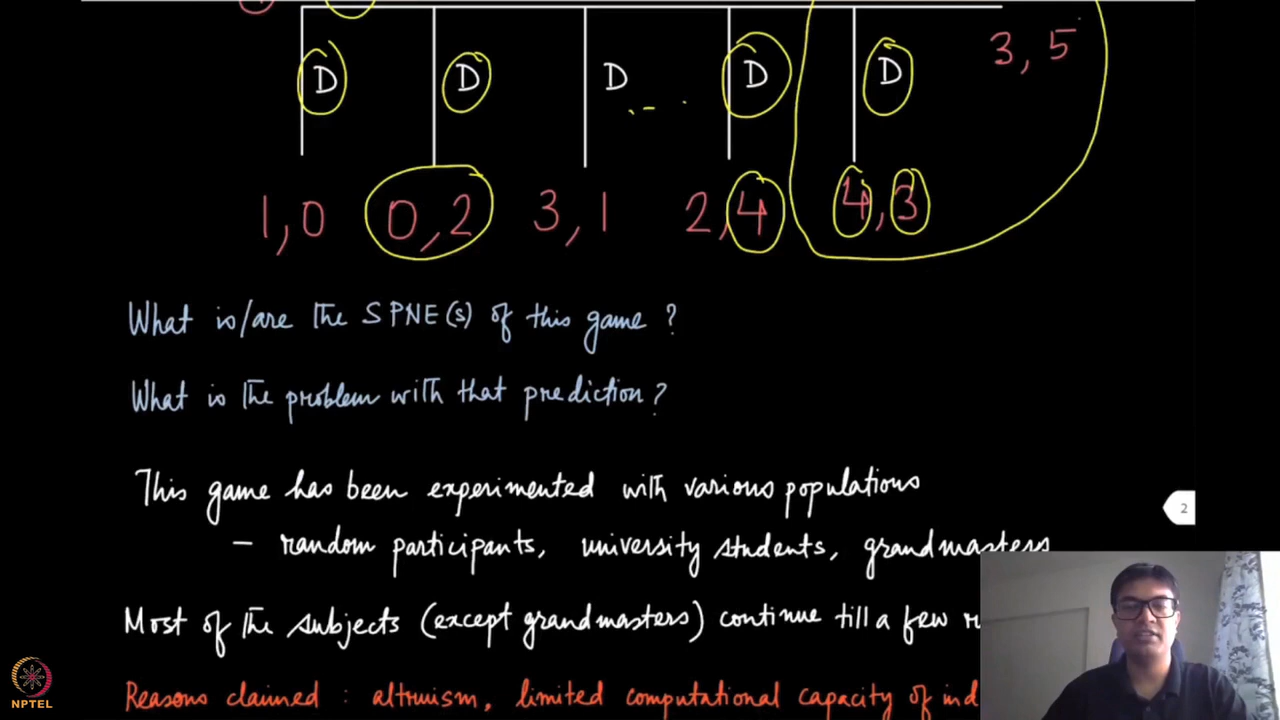 3, 5
D D D D D
1, 0 0, 2 3, 1 2, 4 4, 3
What is/are the SPNE(s) of this game ?
What is the problem with that prediction ?
2
This game has been experimented with various populations
– random participants, university students, grandmasters
Most of the subjects (except grandmasters) continue till a few
Reasons claimed : altruism, limited computational capacity of
NPTEL